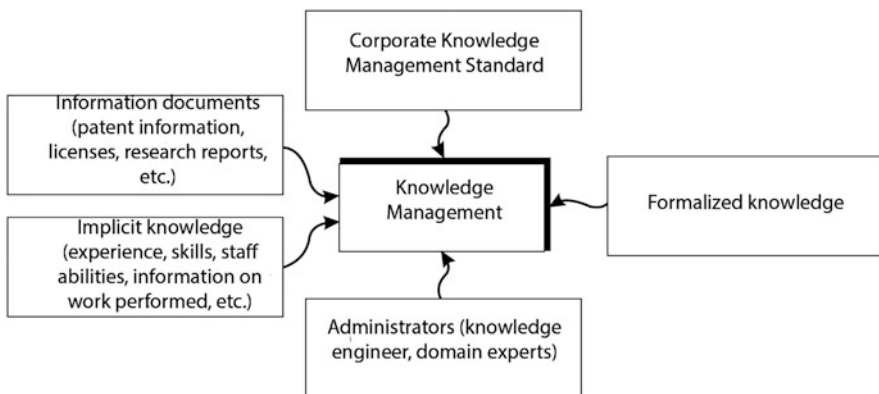 Corporate Knowledge
Management Standard
Information documents
(patent information,
licenses, research reports,
etc.)
Knowledge
Management
Formalized knowledge
Implicit knowledge
(experience, skills, staff
abilities, information on
work performed, etc.)
Administrators (knowledge
engineer, domain experts)